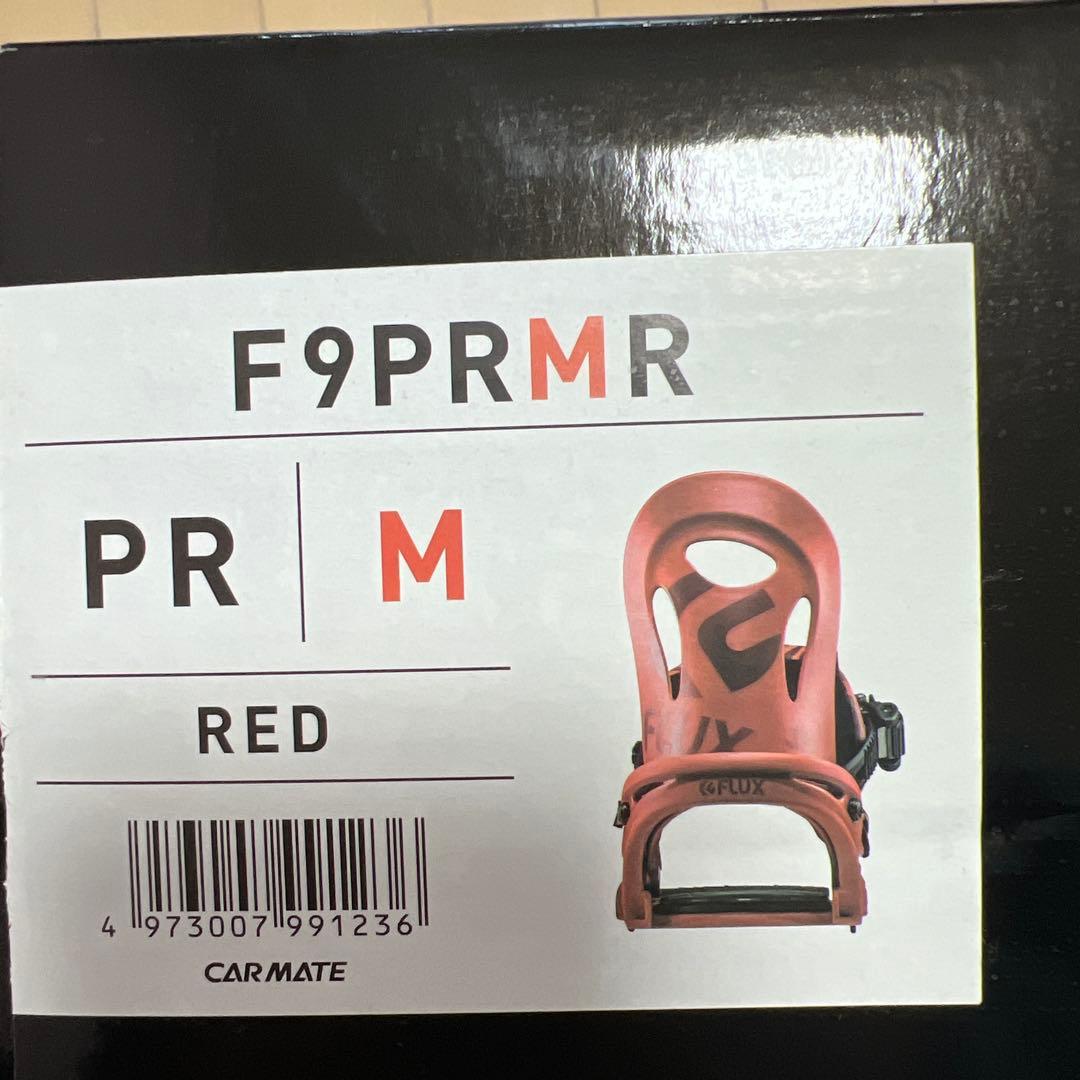 F9PRMR
PR M
RED
4 973007 991236
CARMATE
FLUX
FLUX